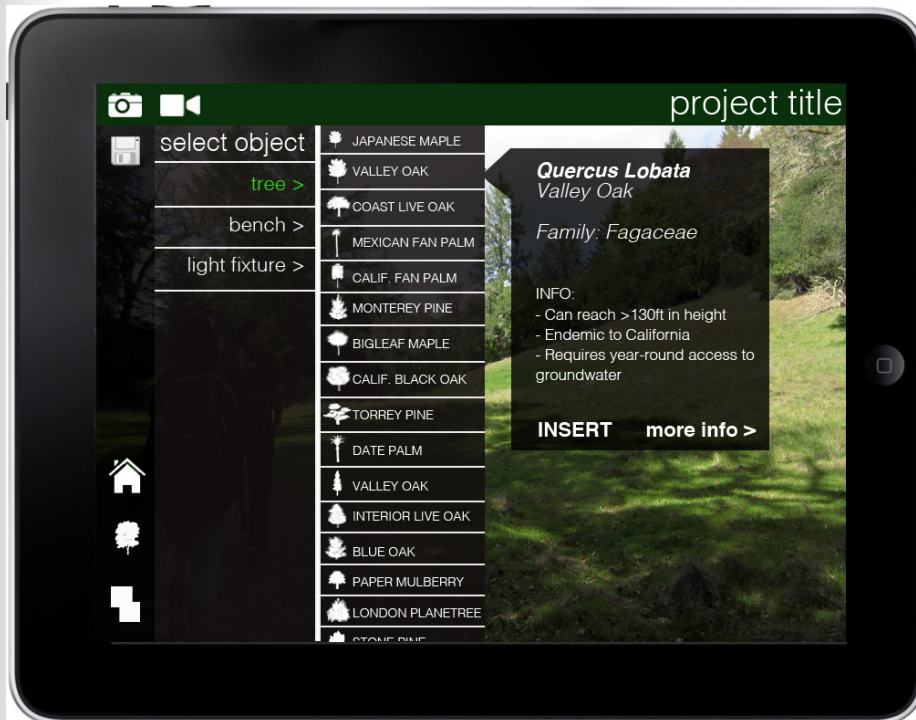 project title
select object
tree >
bench >
light fixture >
JAPANESE MAPLE
VALLEY OAK
COAST LIVE OAK
MEXICAN FAN PALM
CALIF. FAN PALM
MONTEREY PINE
BIGLEAF MAPLE
CALIF. BLACK OAK
TORREY PINE
DATE PALM
VALLEY OAK
INTERIOR LIVE OAK
BLUE OAK
PAPER MULBERRY
LONDON PLANETREE
STONE PINE
Quercus Lobata
Valley Oak
Family: Fagaceae
INFO:
- Can reach >130ft in height
- Endemic to California
- Requires year-round access to
groundwater
INSERT more info >